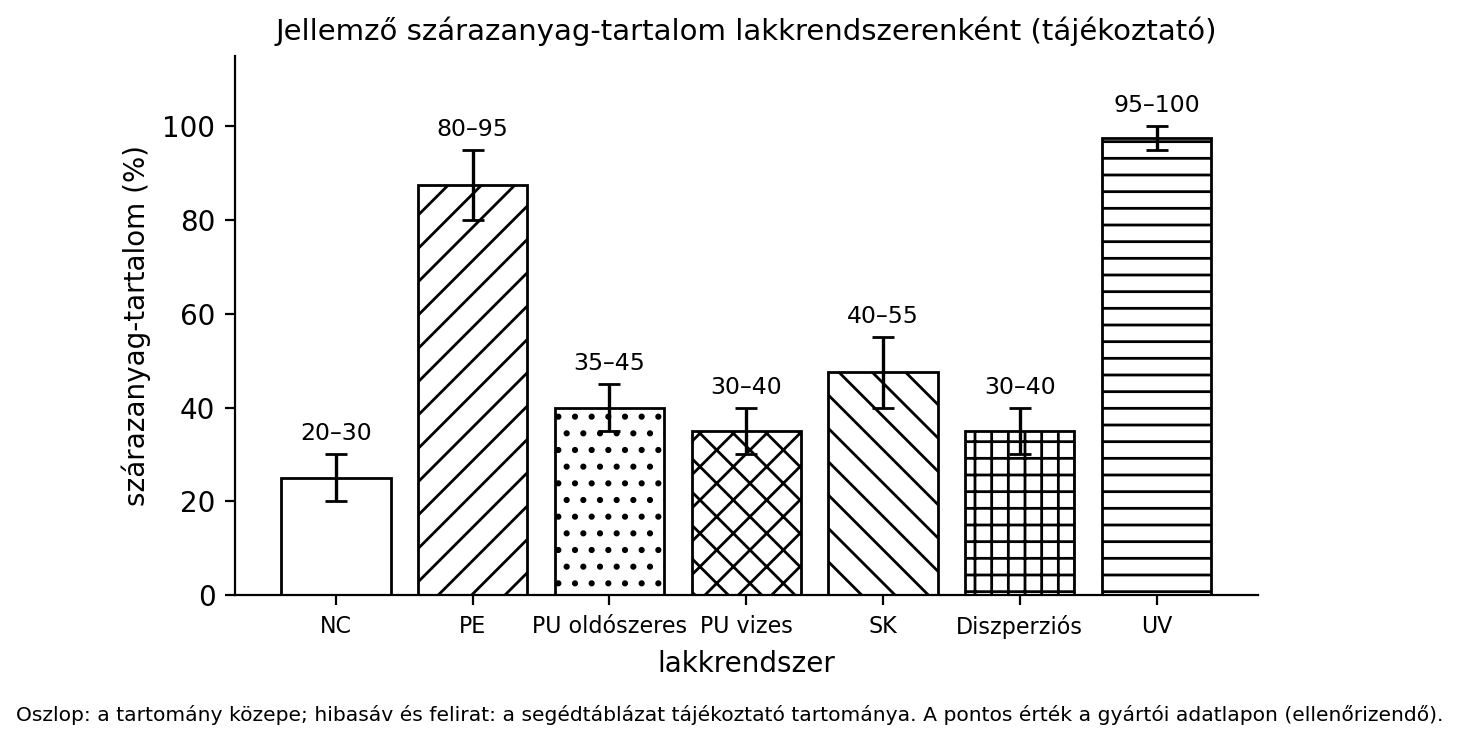 Jellemző szárazanyag-tartalom lakkrendszerenként (tájékoztató)
szárazanyag-tartalom (%)
100
80
60
40
20
0
20–30
80–95
35–45
30–40
40–55
30–40
95–100
NC
PE
PU oldószeres
PU vizes
SK
Diszperziós
UV
lakkrendszer
Oszlop: a tartomány közepe; hibasáv és felirat: a segédtáblázat tájékoztató tartománya. A pontos érték a gyártói adatlapon (ellenőrizendő).